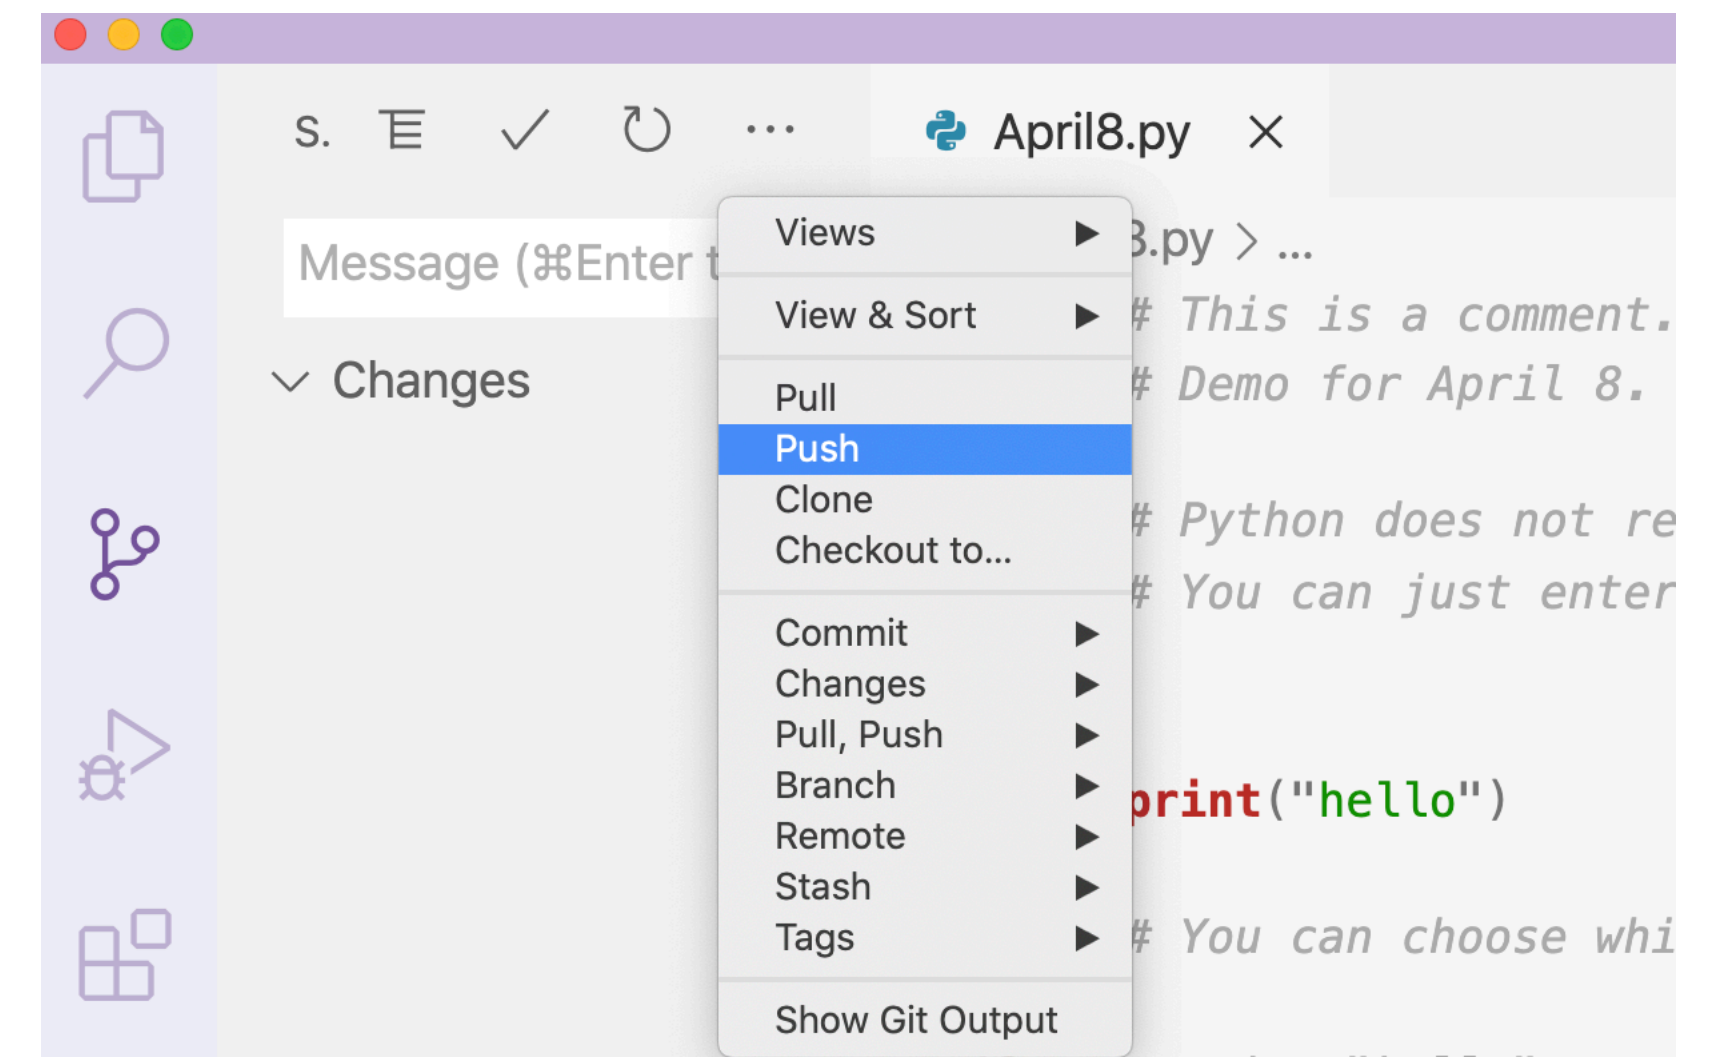 S.
April8.py
Message (⌘Enter t
Changes
Views
View & Sort
Pull
Push
Clone
Checkout to...
Commit
Changes
Pull, Push
Branch
Remote
Stash
Tags
Show Git Output
8.py > ...
# This is a comment.
# Demo for April 8.
# Python does not re
# You can just enter
print("hello")
# You can choose whi